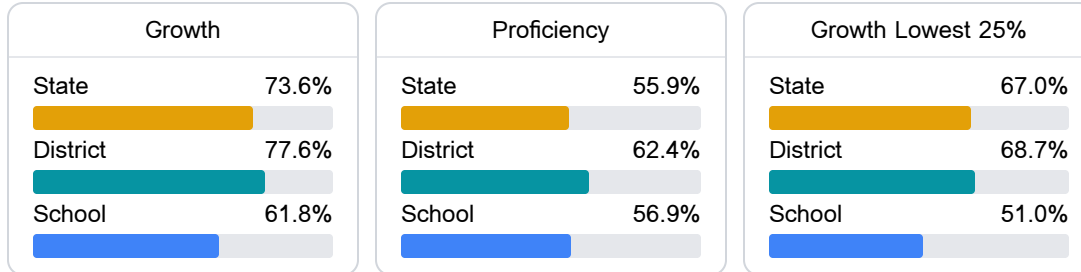 Growth
State 73.6%
District 77.6%
School 61.8%
Proficiency
State 55.9%
District 62.4%
School 56.9%
Growth Lowest 25%
State 67.0%
District 68.7%
School 51.0%